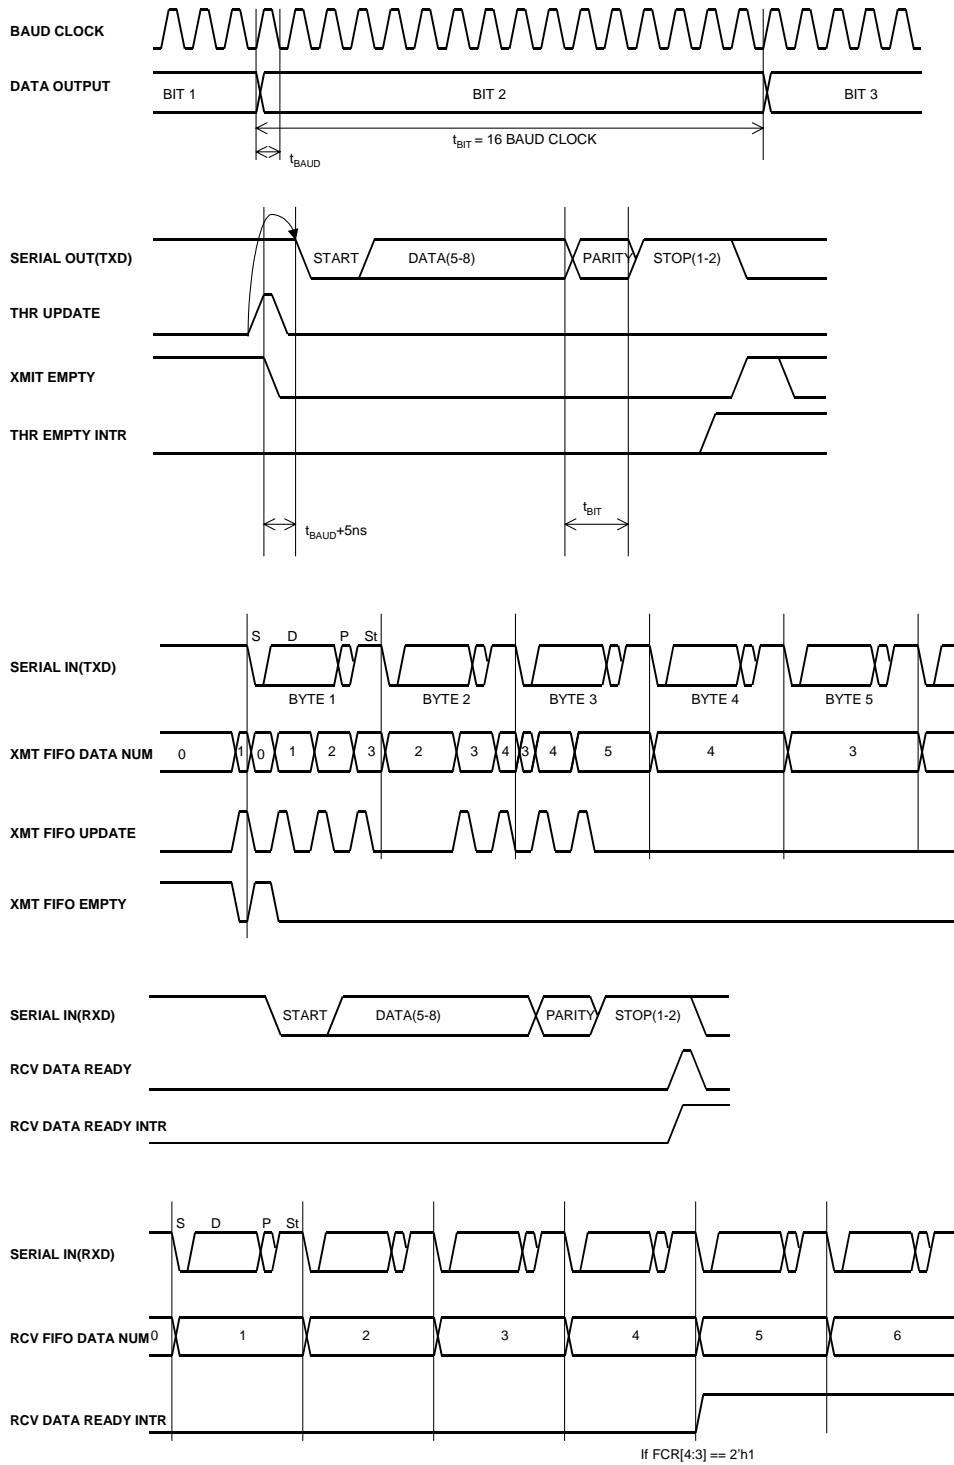 BAUD CLOCK
DATA OUTPUT
BIT 1 BIT 2 BIT 3
tBIT = 16 BAUD CLOCK
tBAUD
SERIAL OUT(TXD)
START DATA(5-8) PARITY STOP(1-2)
THR UPDATE
XMIT EMPTY
THR EMPTY INTR
tBIT
tBAUD+5ns
S D P St
SERIAL IN(TXD)
BYTE 1 BYTE 2 BYTE 3 BYTE 4 BYTE 5
XMT FIFO DATA NUM 0 1 0 1 2 3 2 3 4 3 4 5 4 3
XMT FIFO UPDATE
XMT FIFO EMPTY
SERIAL IN(RXD) START DATA(5-8) PARITY STOP(1-2)
RCV DATA READY
RCV DATA READY INTR
S D P St
SERIAL IN(RXD)
RCV FIFO DATA NUM 0 1 2 3 4 5 6
RCV DATA READY INTR
If FCR[4:3] == 2'h1